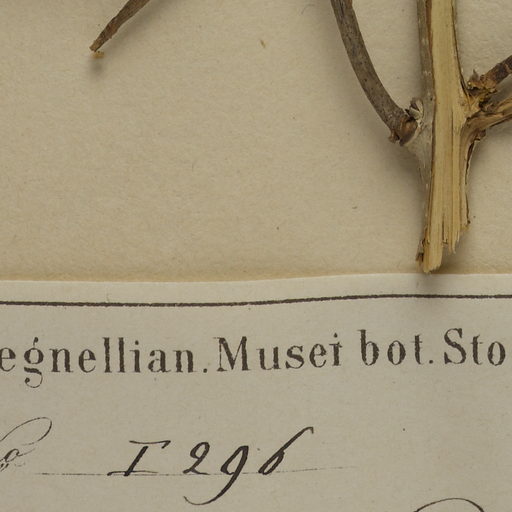 egnellian. Musei bot. Sto
o I 296